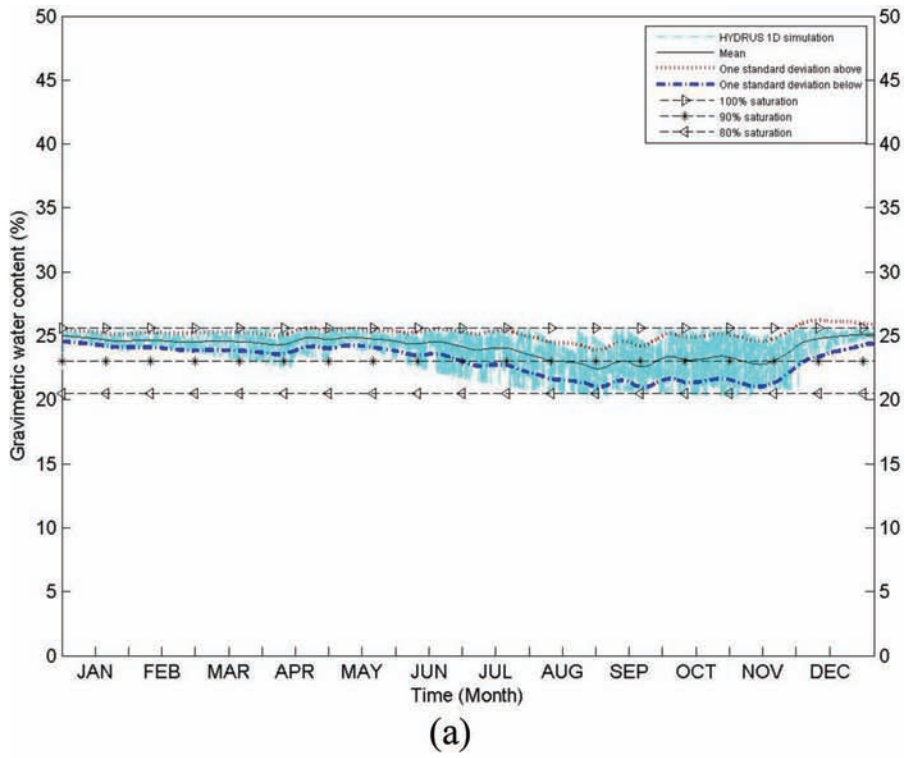 50
45
40
35
30
25
20
15
10
5
0
50
45
40
35
30
25
20
15
10
5
0
HYDRUS 1D simulation
Mean
One standard deviation above
One standard deviation below
100% saturation
90% saturation
80% saturation
Gravimetric water content (%)
JAN FEB MAR APR MAY JUN JUL AUG SEP OCT NOV DEC
Time (Month)
(a)